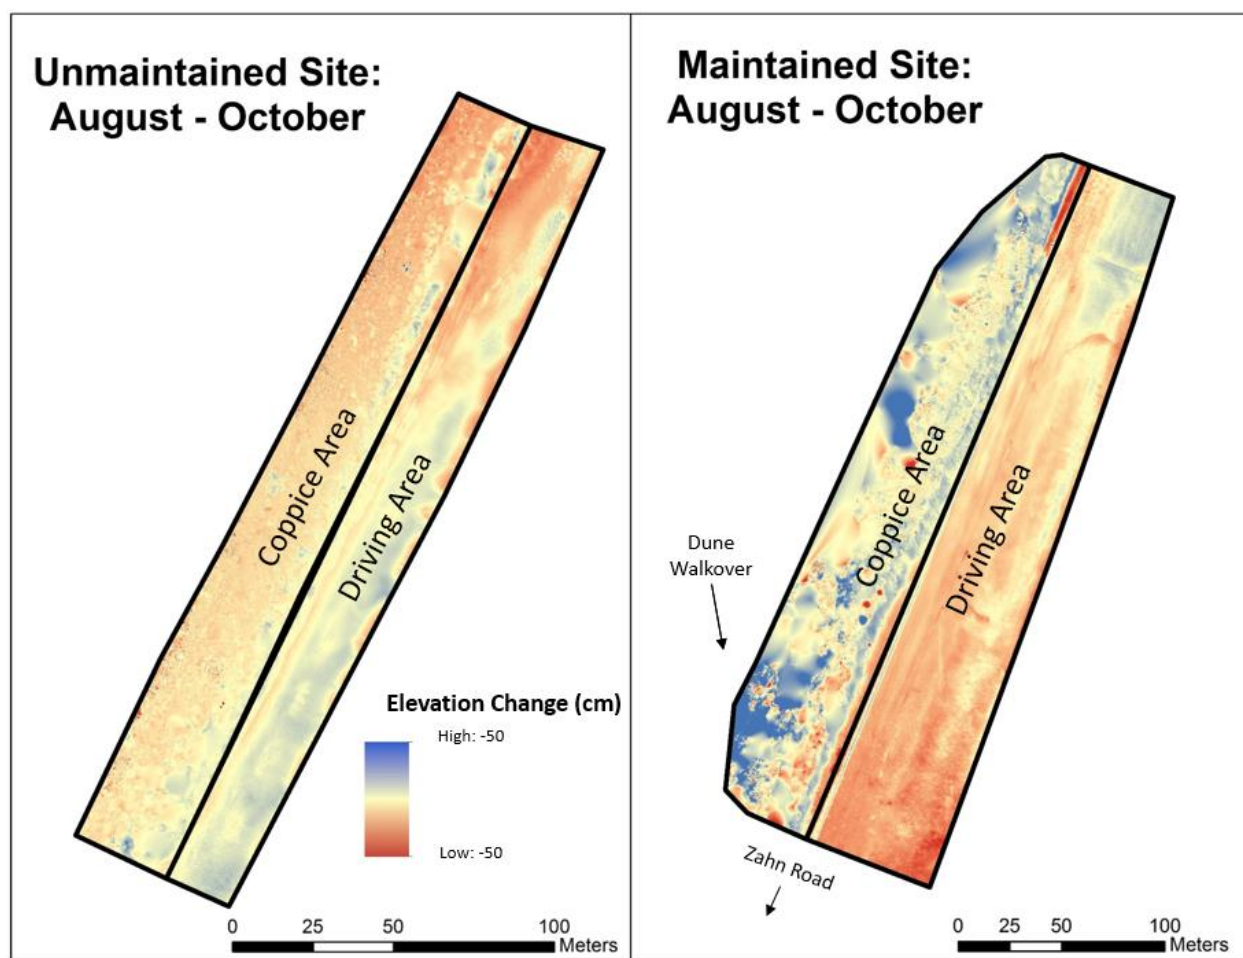 Unmaintained Site:
August - October
Coppice Area
Driving Area
Elevation Change (cm)
High: -50
Low: -50
0 25 50 100
Meters
Maintained Site:
August - October
Coppice Area
Driving Area
Dune
Walkover
Zahn Road
0 25 50 100
Meters